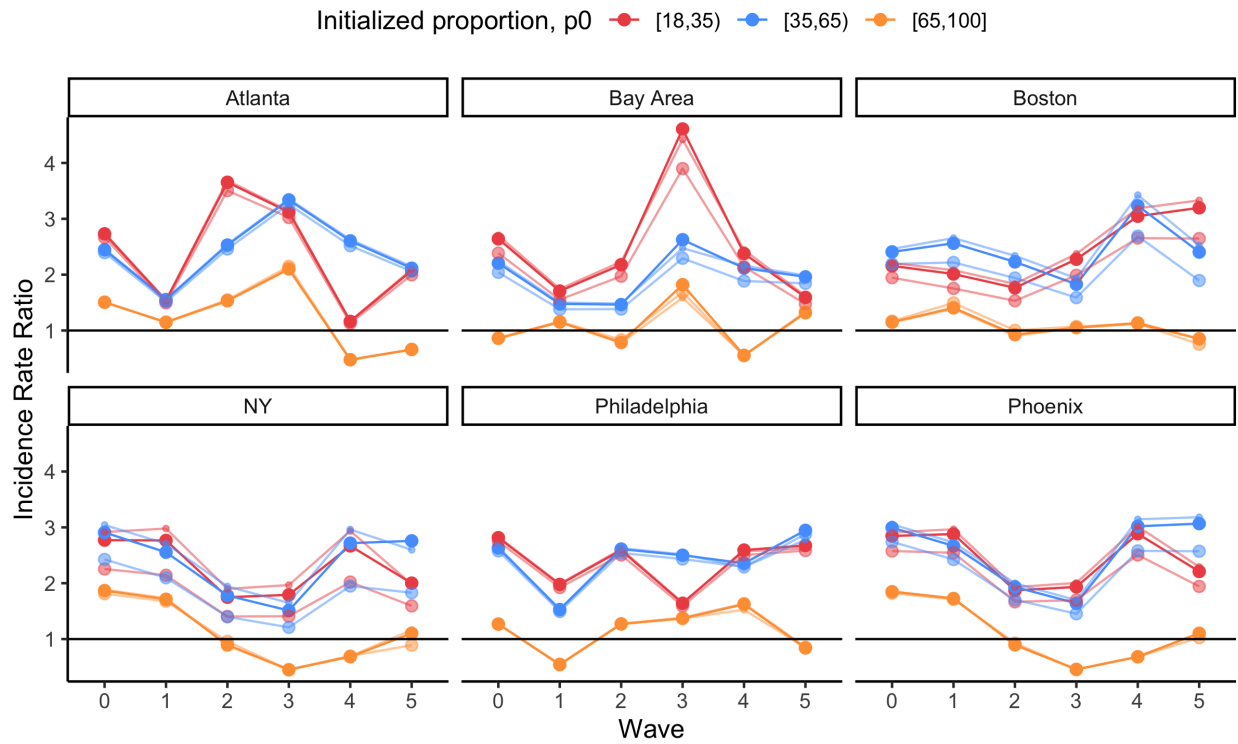 Initialized proportion, p0 [18,35) [35,65) [65,100]
Atlanta Bay Area Boston
4
3
2
1
NY Philadelphia Phoenix
4
3
2
1
Incidence Rate Ratio
0 1 2 3 4 5 0 1 2 3 4 5 0 1 2 3 4 5
Wave